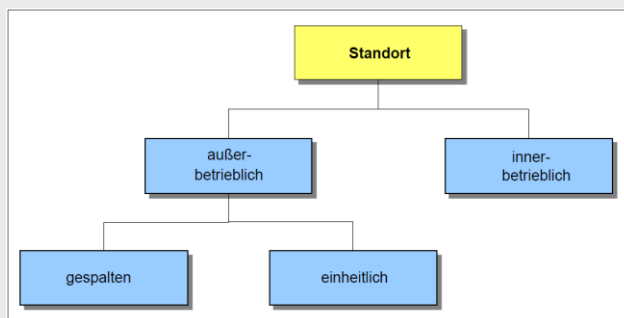 Standort
außer-
betrieblich
inner-
betrieblich
gespalten
einheitlich